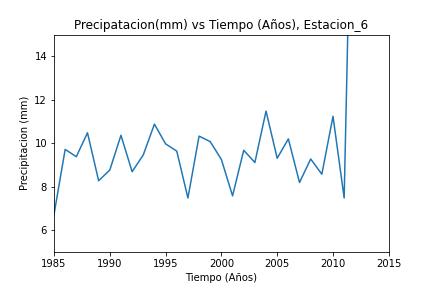 Precipatacion(mm) vs Tiempo (Años), Estacion_6
14
12
10
8
6
Precipitacion (mm)
1985 1990 1995 2000 2005 2010 2015
Tiempo (Años)